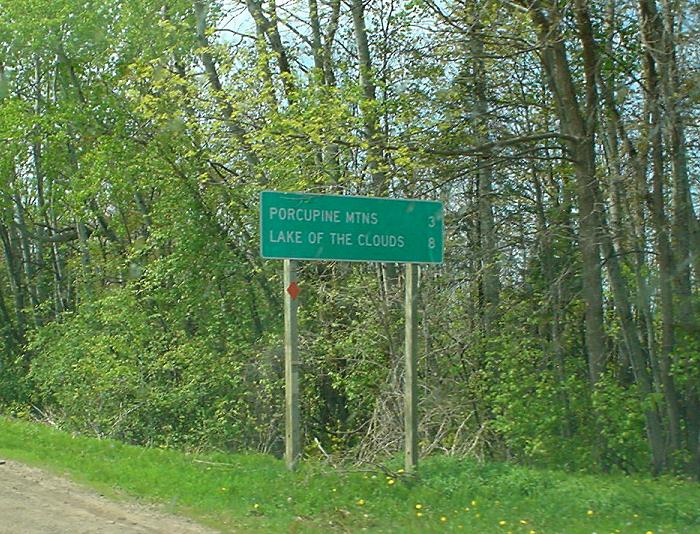 PORCUPINE MTNS 3
LAKE OF THE CLOUDS 8